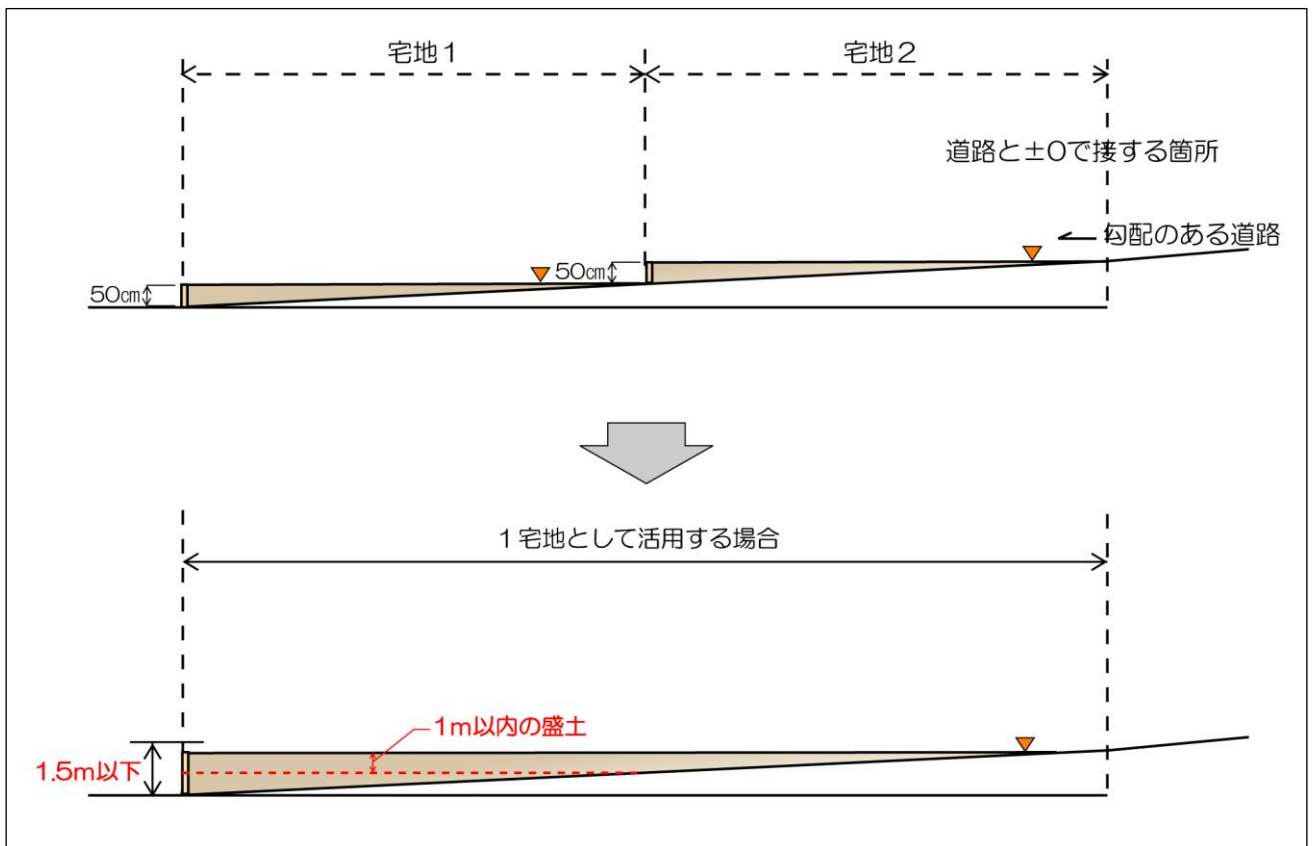 宅地1
宅地2
道路と±0で接する箇所
勾配のある道路
50㎝
50㎝
1宅地として活用する場合
1m以内の盛土
1.5m以下